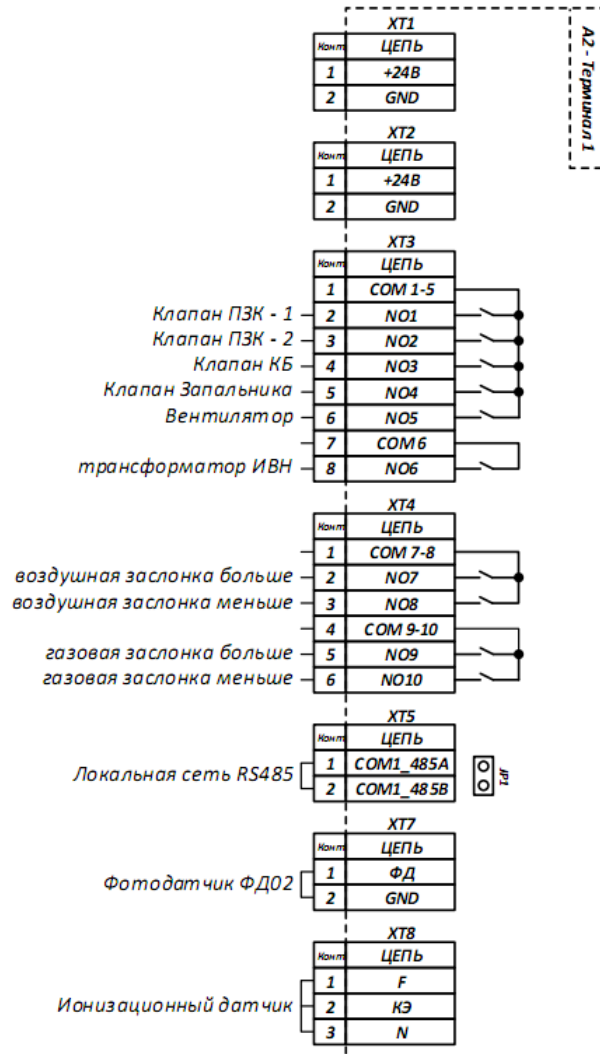 A2 - Терминал 1
XT1
Конт ЦЕПЬ
1 +24В
2 GND
XT2
Конт ЦЕПЬ
1 +24В
2 GND
XT3
Конт ЦЕПЬ
1 COM 1-5
Клапан ПЗК - 1 2 NO1
Клапан ПЗК - 2 3 NO2
Клапан КБ 4 NO3
Клапан Запальника 5 NO4
Вентилятор 6 NO5
7 COM 6
трансформатор ИВН 8 NO6
XT4
Конт ЦЕПЬ
1 COM 7-8
воздушная заслонка больше 2 NO7
воздушная заслонка меньше 3 NO8
4 COM 9-10
газовая заслонка больше 5 NO9
газовая заслонка меньше 6 NO10
XT5
Конт ЦЕПЬ
Локальная сеть RS485 1 COM1_485A
2 COM1_485B
JP1
XT7
Конт ЦЕПЬ
Фотодатчик ФД02 1 ФД
2 GND
XT8
Конт ЦЕПЬ
1 F
Ионизационный датчик 2 КЭ
3 N